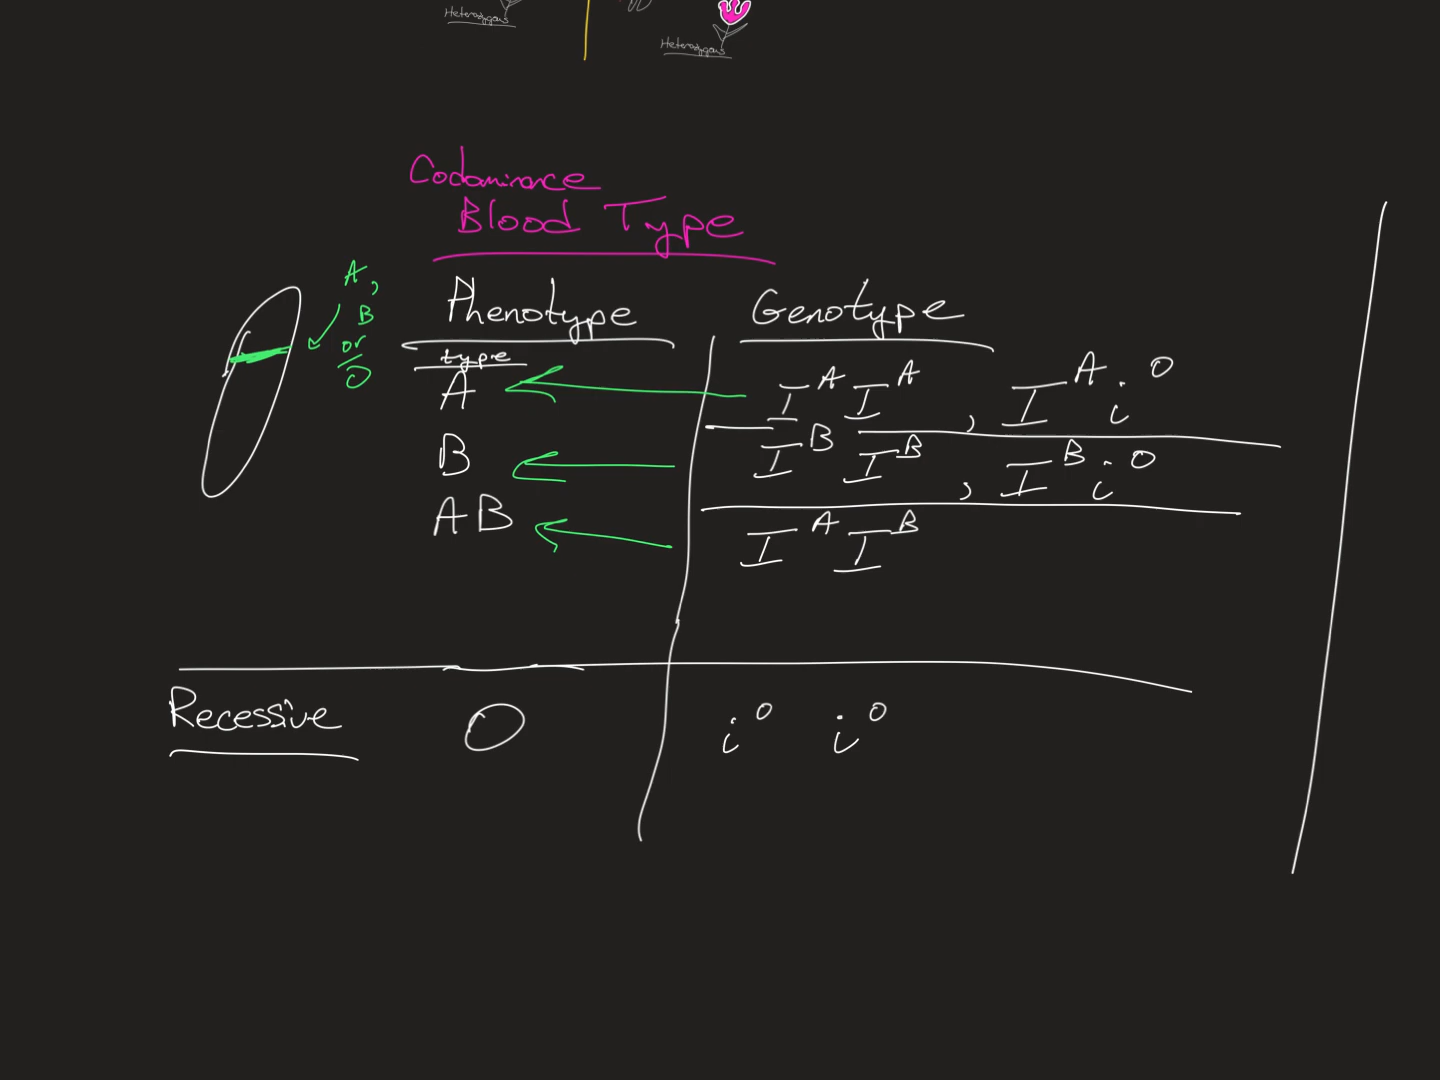 Heterozygous
Heterozygous
Codominance
Blood Type
A,
B
or
O
Phenotype
Genotype
type
A
I^A I^A, I^A i^O
B
I^B I^B, I^B i^O
AB
I^A I^B
Recessive
O
i^O i^O